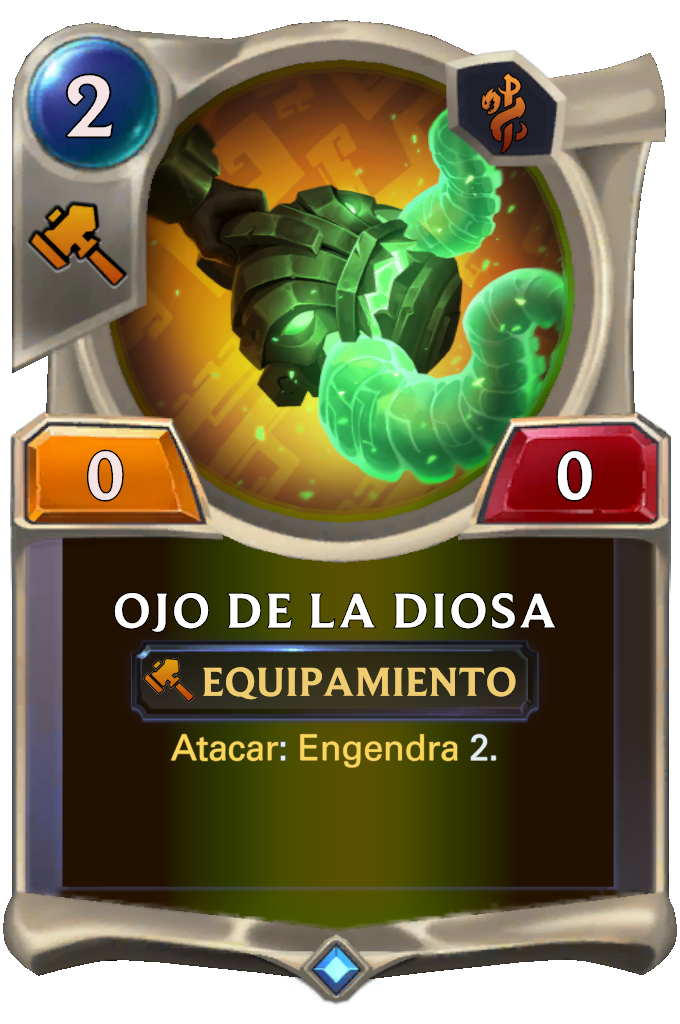 2
0
0
OJO DE LA DIOSA
EQUIPAMIENTO
Atacar: Engendra 2.